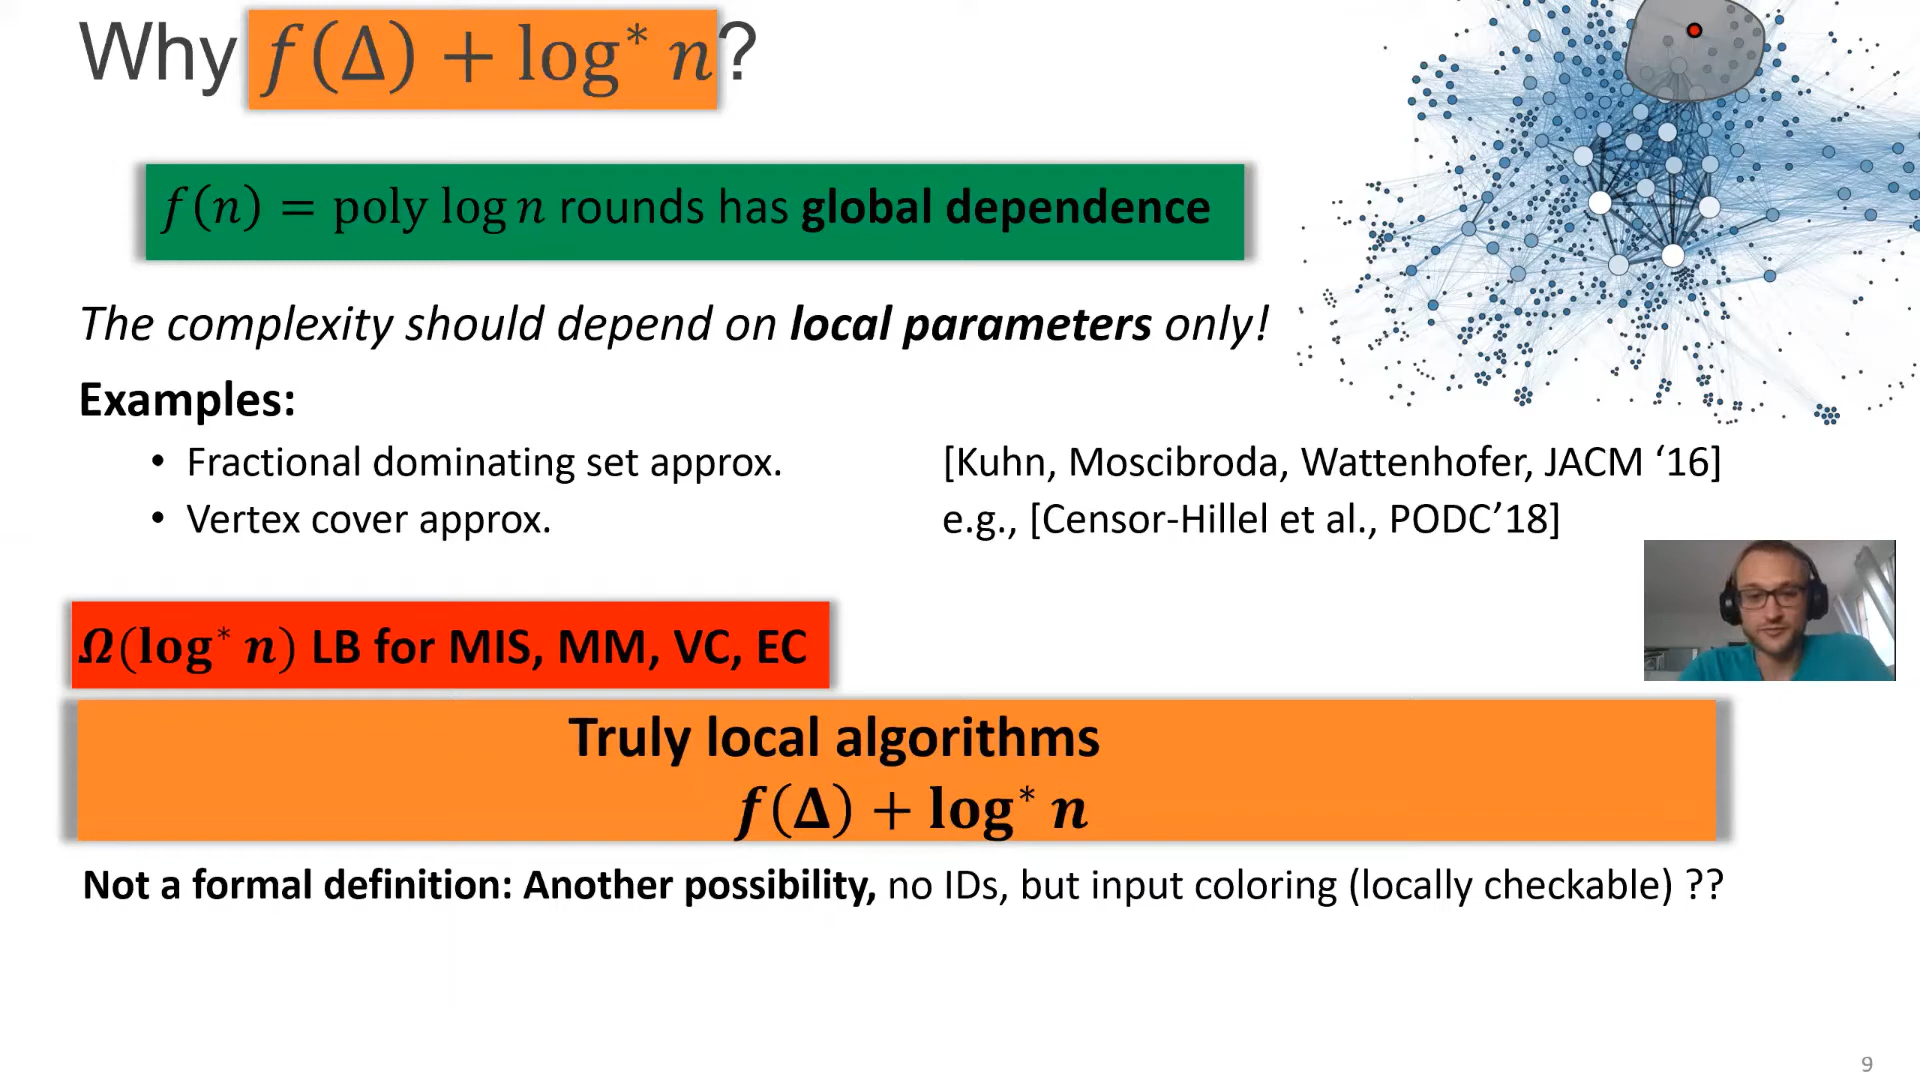 Why f(Δ) + log* n?
f(n) = poly log n rounds has global dependence
The complexity should depend on local parameters only!
Examples:
• Fractional dominating set approx. [Kuhn, Moscibroda, Wattenhofer, JACM ‘16]
• Vertex cover approx. e.g., [Censor-Hillel et al., PODC’18]
Ω(log* n) LB for MIS, MM, VC, EC
Truly local algorithms
f(Δ) + log* n
Not a formal definition: Another possibility, no IDs, but input coloring (locally checkable) ??
9